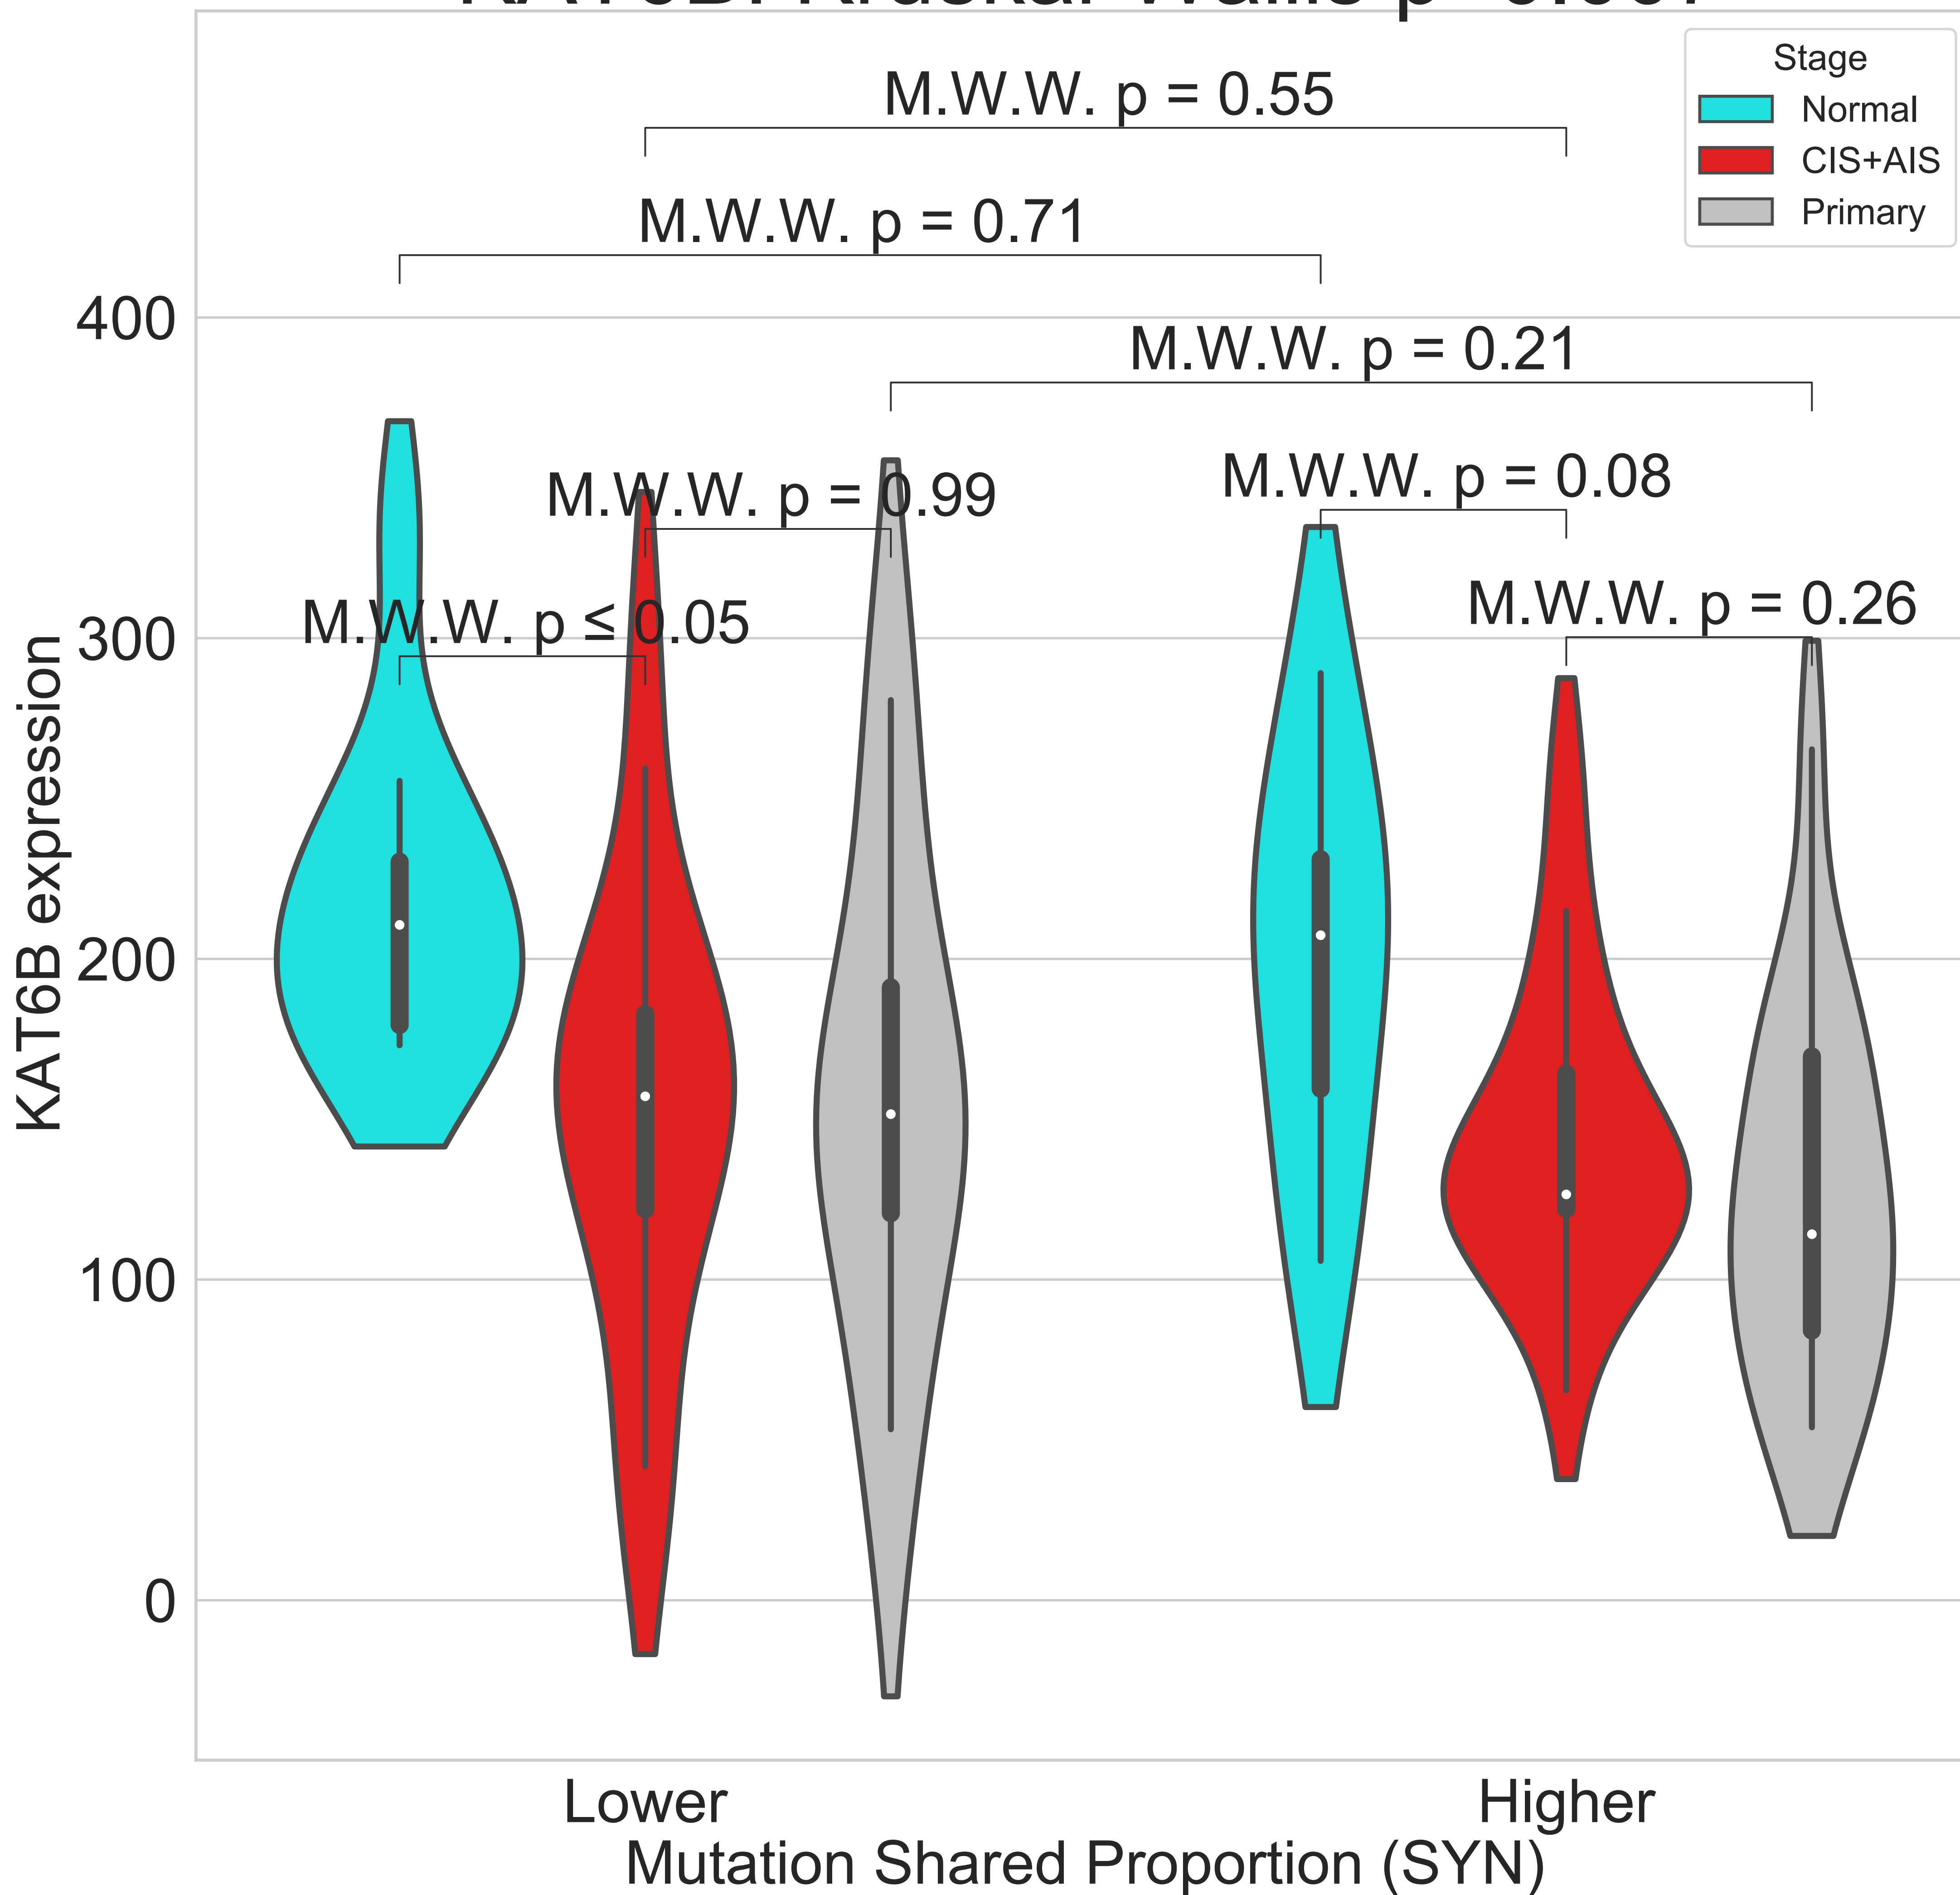 Stage
Normal
CIS+AIS
Primary
M.W.W. p = 0.55
M.W.W. p = 0.71
M.W.W. p = 0.21
M.W.W. p = 0.08
M.W.W. p = 0.99
M.W.W. p = 0.26
M.W.W. p ≤ 0.05
KAT6B expression
400
300
200
100
0
Lower
Higher
Mutation Shared Proportion (SYN)